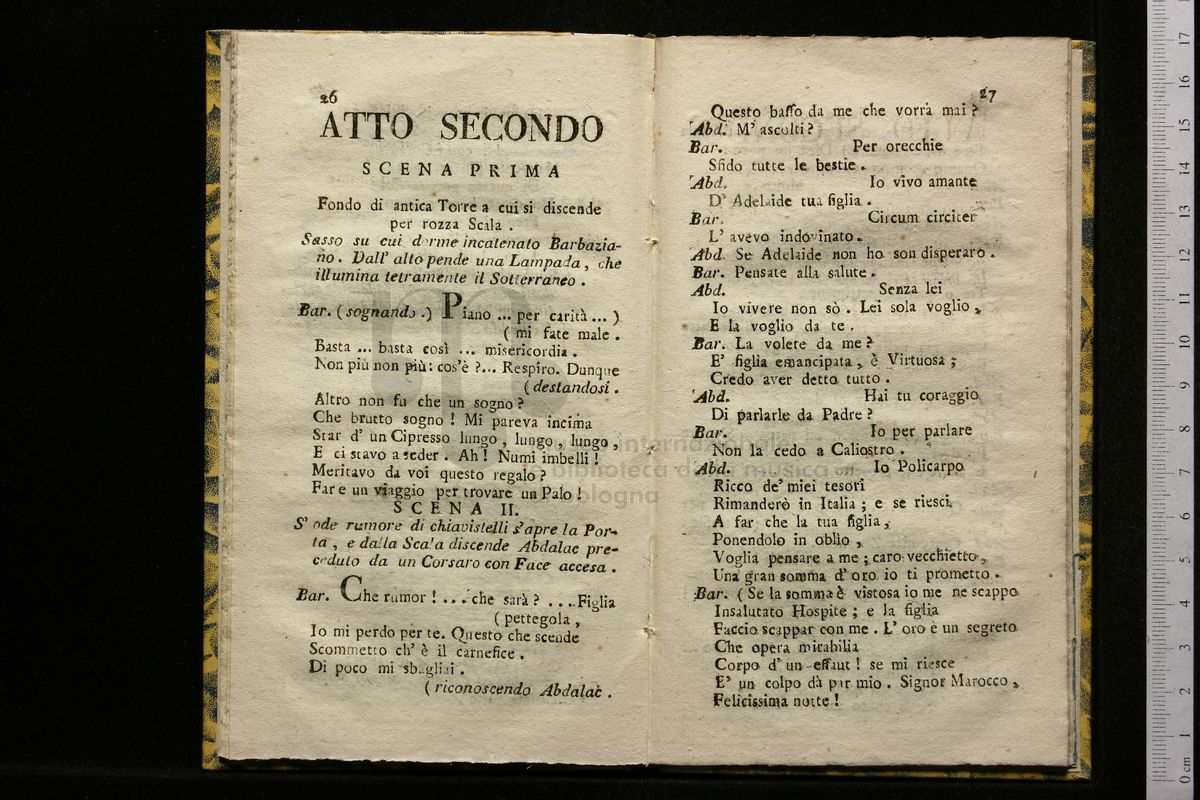 26
ATTO SECONDO
SCENA PRIMA
Fondo di antica Torre a cui si discende
per rozza Scala .
Sasso su cui dorme incatenato Barbazia-
no . Dall' alto pende una Lampada , che
illumina tetramente il Sotterraneo .
Bar. ( sognando .) Piano ... per carità ... )
( mi fate male .
Basta ... basta così ... misericordia .
Non più non più: cos'è ?... Respiro. Dunque
( destandosi .
Altro non fu che un sogno ?
Che brutto sogno ! Mi pareva incima
Star d' un Cipresso lungo , lungo , lungo ,
E ci stavo a seder . Ah ! Numi imbelli !
Meritavo da voi questo regalo ?
Fare un viaggio per trovare un Palo !
SCENA II.
S' ode rumore di chiavistelli s'apre la Por-
ta , e dalla Scala discende Abdalac pre-
ceduto da un Corsaro con Face accesa .
Bar. Che rumor ! ... che sarà ? ... Figlia
( pettegola ,
Io mi perdo per te. Questo che scende
Scommetto ch' è il carnefice .
Di poco mi sbagliai .
( riconoscendo Abdalac .
27
Questo baffo da me che vorrà mai ?
Abd. M' ascolti ?
Bar. Per orecchie
Sfido tutte le bestie .
Abd. Io vivo amante
D' Adelaide tua figlia .
Bar. Circum circiter
L' avevo indovinato .
Abd. Se Adelaide non ho son disperaro .
Bar. Pensate alla salute .
Abd. Senza lei
Io vivere non sò . Lei sola voglio ,
E la voglio da te .
Bar. La volete da me ?
E' figlia emancipata , è Virtuosa ;
Credo aver detto tutto .
Abd. Hai tu coraggio
Di parlarle da Padre ?
Bar. Io per parlare
Non la cedo a Caliostro .
Abd. Io Policarpo
Ricco de' miei tesori
Rimanderò in Italia ; e se riesci
A far che la tua figlia ,
Ponendolo in oblìo ,
Voglia pensare a me ; caro vecchietto ,
Una gran somma d' oro io ti prometto .
Bar. ( Se la somma è vistosa io me ne scappo
Insalutato Hospite ; e la figlia
Faccio scappar con me . L' oro è un segreto
Che opera mirabilia
Corpo d' un effaut ! se mi riesce
E' un colpo dà par mio . Signor Marocco ,
Felicissima notte !